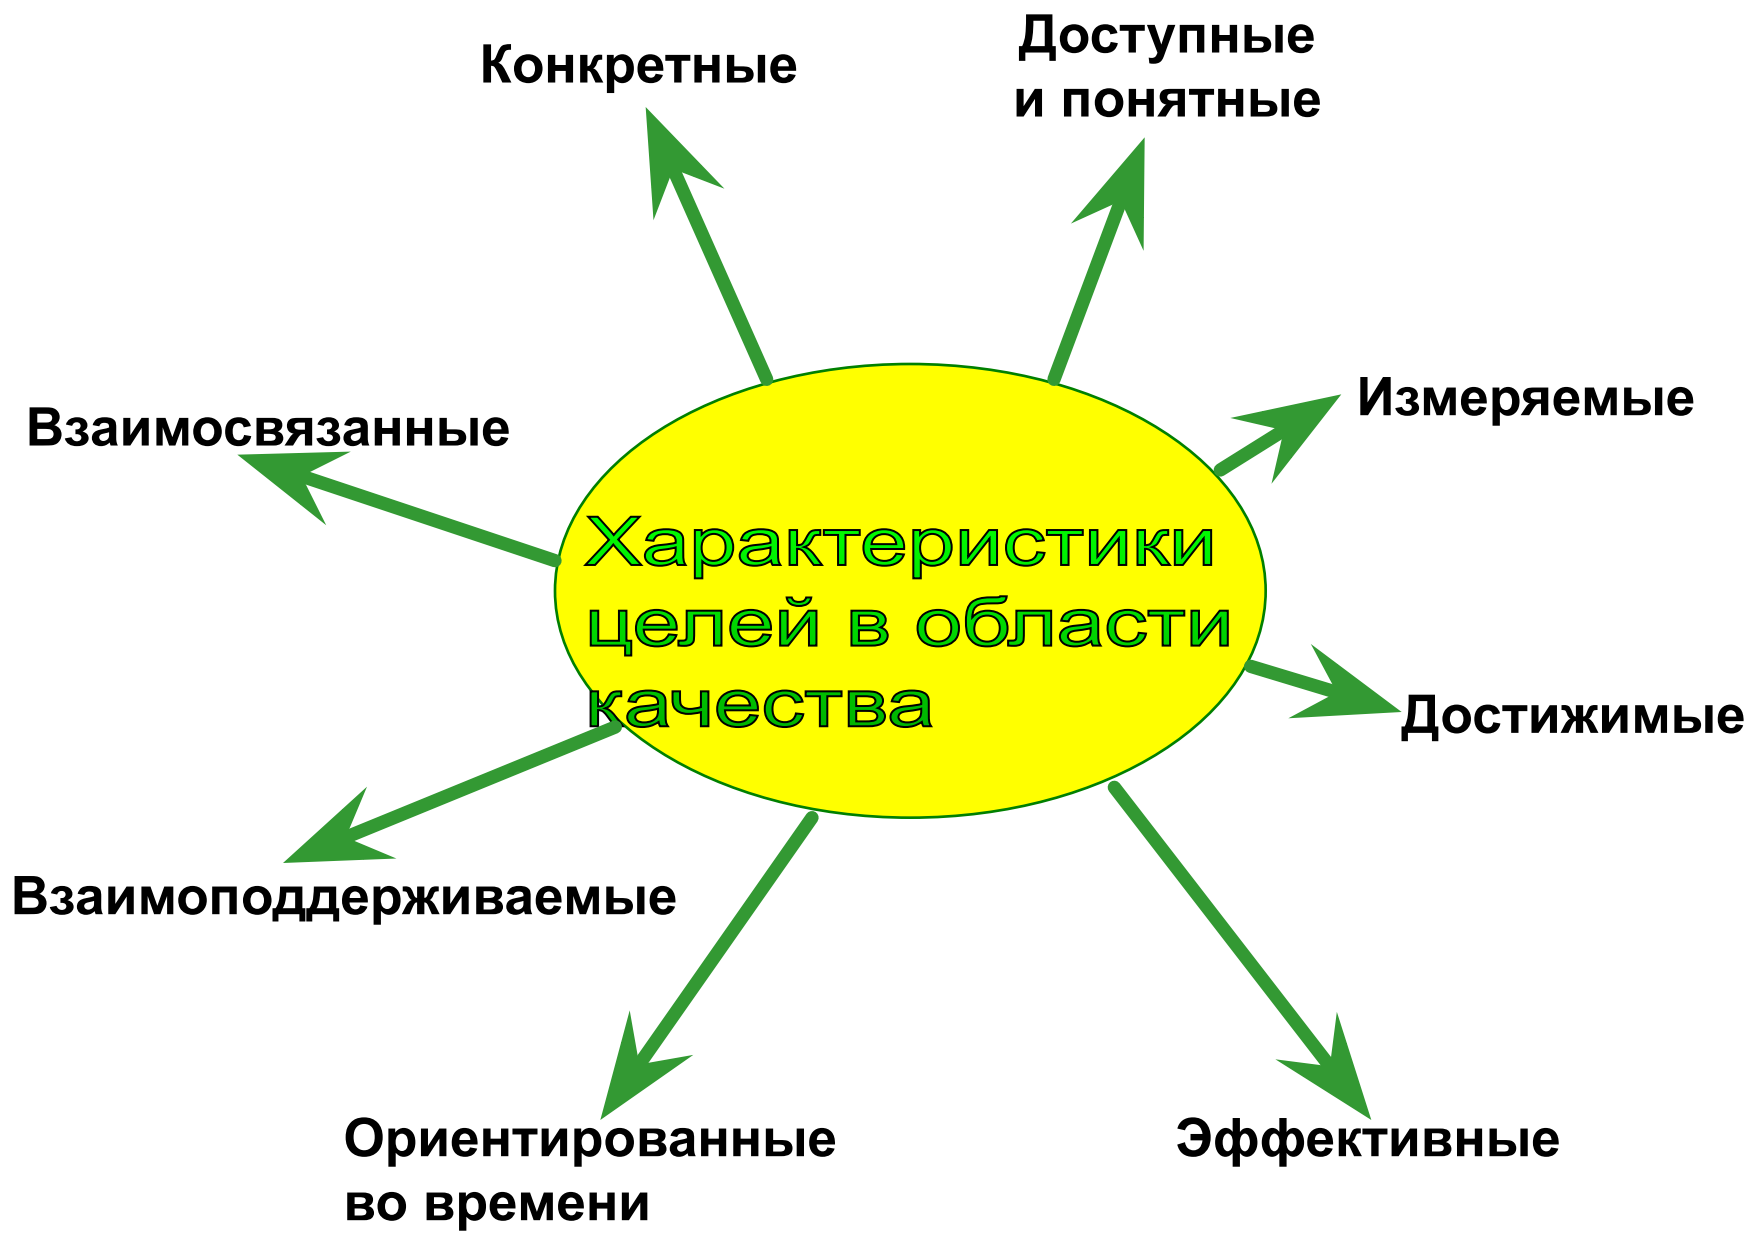 Конкретные
Доступные
и понятные
Измеряемые
Взаимосвязанные
Характеристики
целей в области
качества
Достижимые
Взаимоподдерживаемые
Ориентированные
во времени
Эффективные